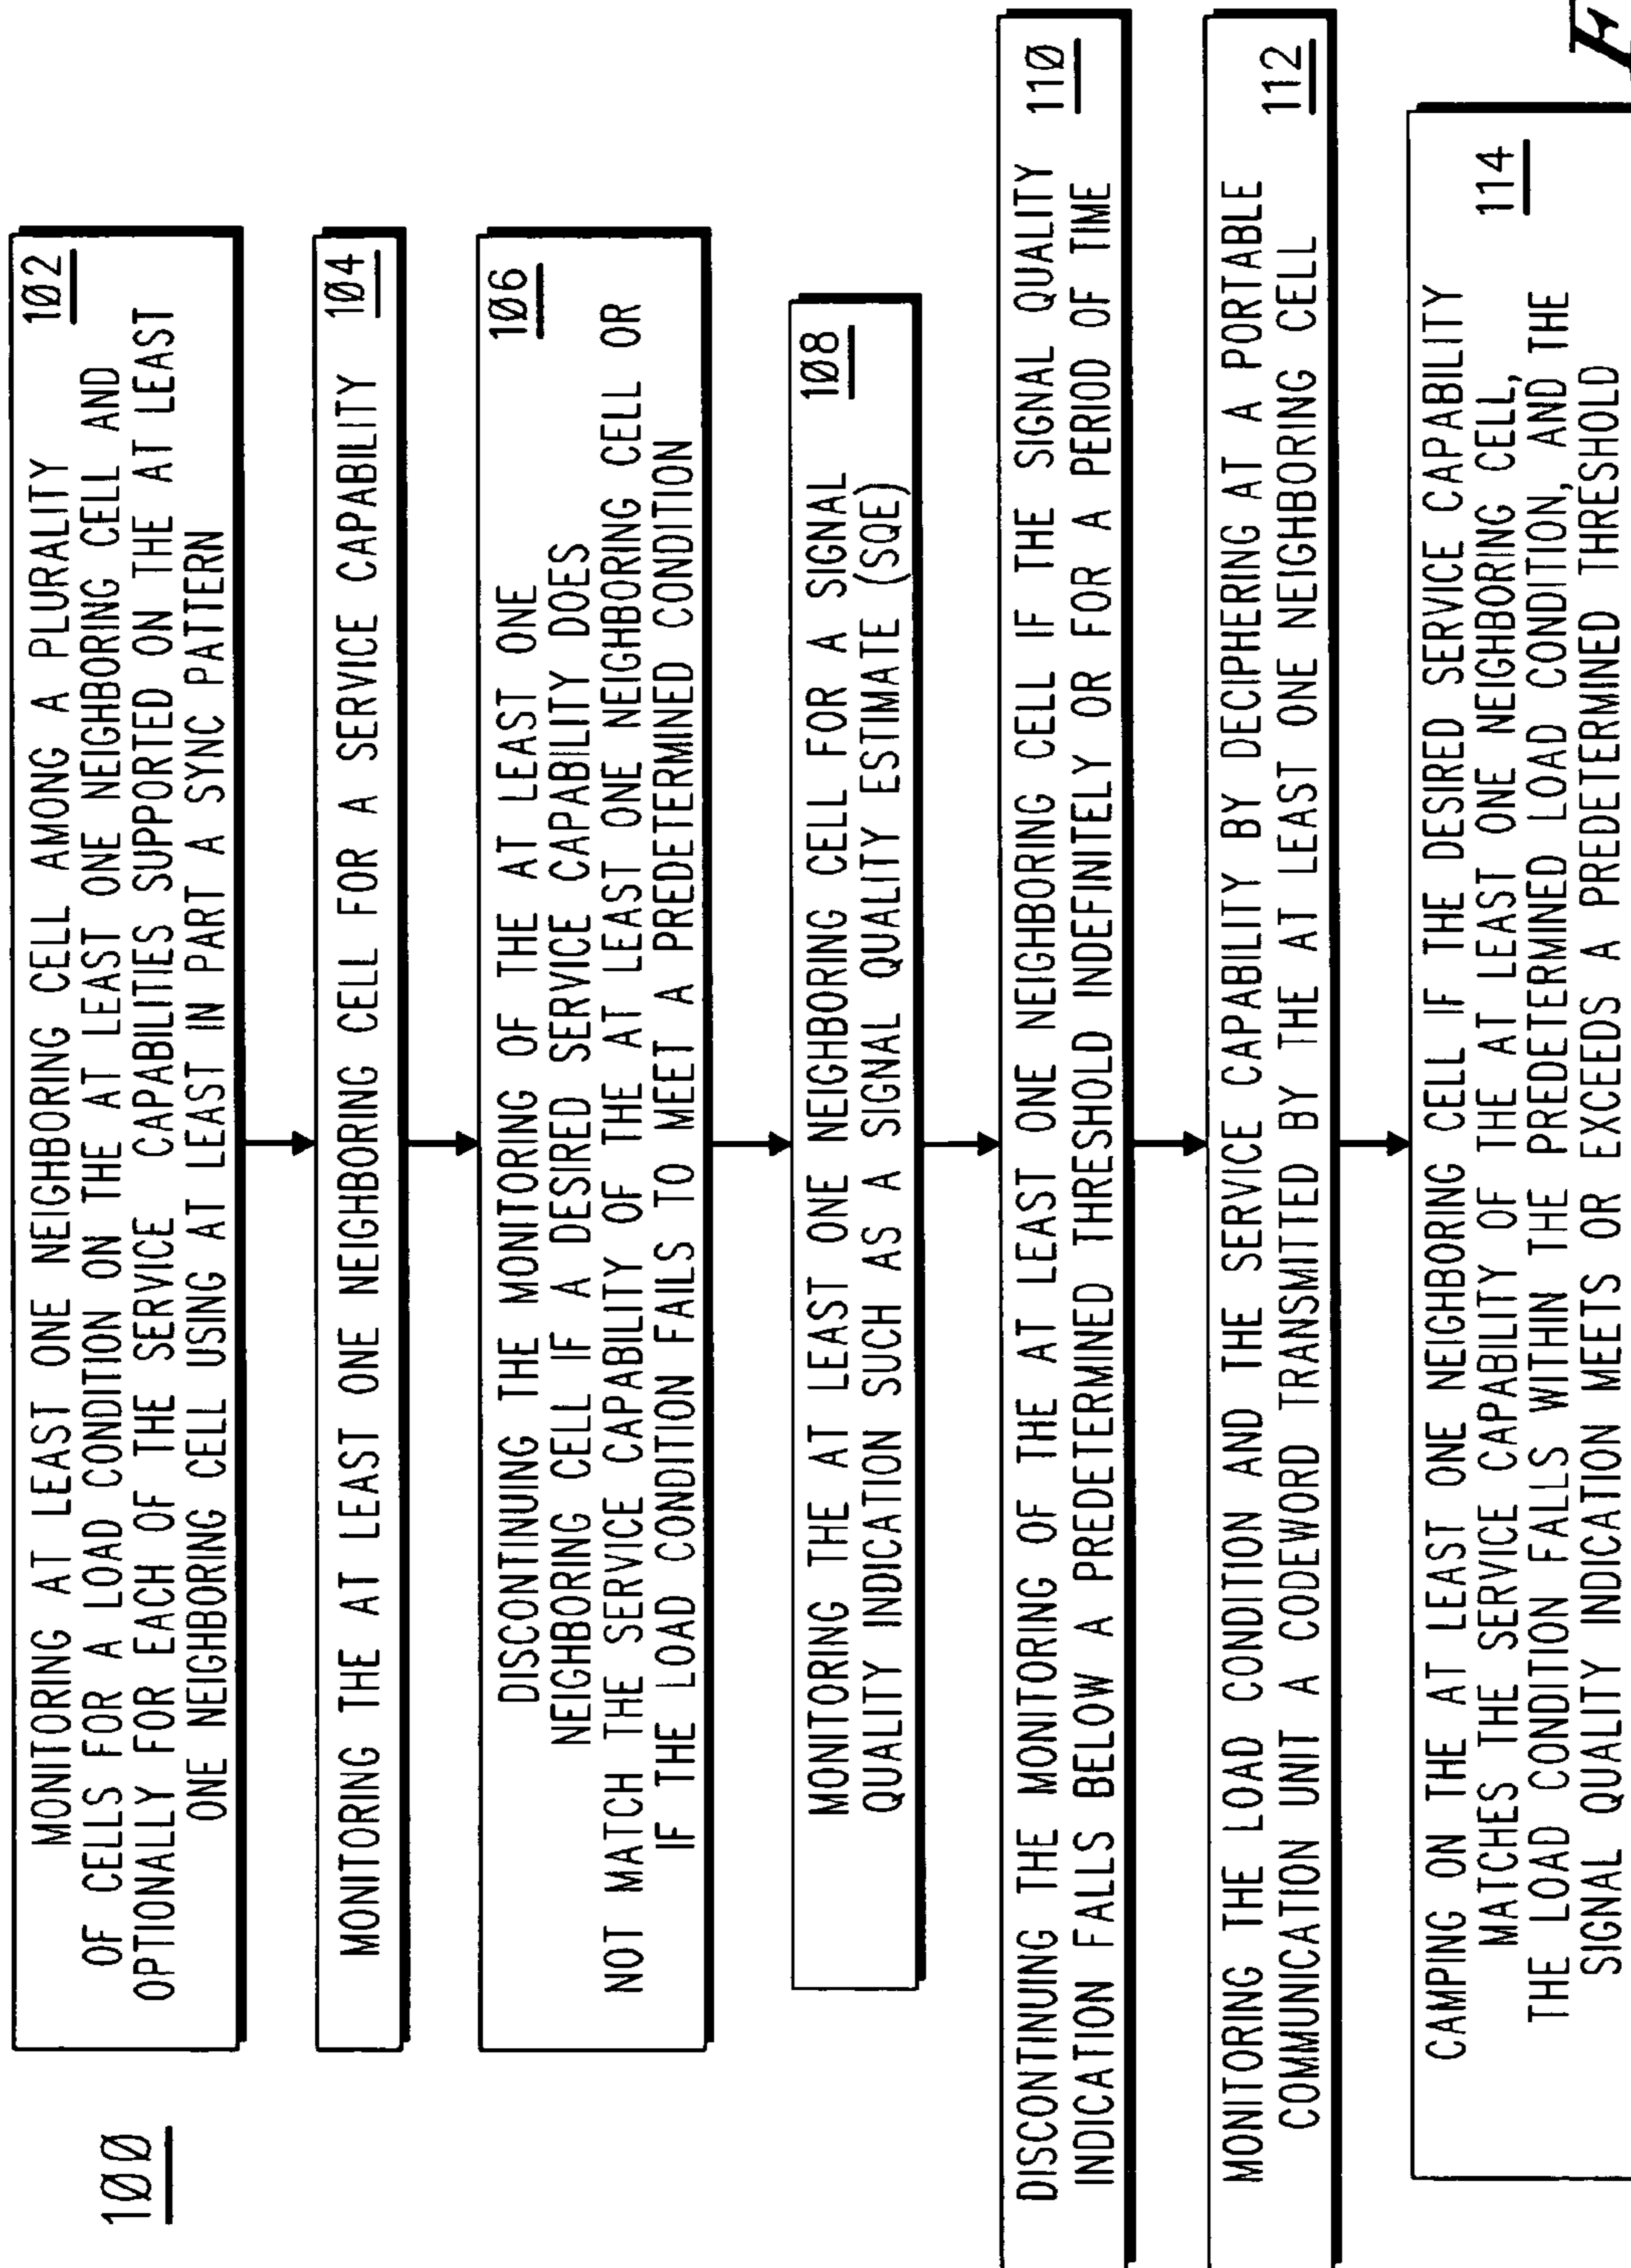 100
MONITORING AT LEAST ONE NEIGHBORING CELL AMONG A PLURALITY 102
OF CELLS FOR A LOAD CONDITION ON THE AT LEAST ONE NEIGHBORING CELL AND
OPTIONALLY FOR EACH OF THE SERVICE CAPABILITIES SUPPORTED ON THE AT LEAST
ONE NEIGHBORING CELL USING AT LEAST IN PART A SYNC PATTERN
MONITORING THE AT LEAST ONE NEIGHBORING CELL FOR A SERVICE CAPABILITY 104
DISCONTINUING THE MONITORING OF THE AT LEAST ONE 106
NEIGHBORING CELL IF A DESIRED SERVICE CAPABILITY DOES
NOT MATCH THE SERVICE CAPABILITY OF THE AT LEAST ONE NEIGHBORING CELL OR
IF THE LOAD CONDITION FAILS TO MEET A PREDETERMINED CONDITION
MONITORING THE AT LEAST ONE NEIGHBORING CELL FOR A SIGNAL 108
QUALITY INDICATION SUCH AS A SIGNAL QUALITY ESTIMATE (SQE)
DISCONTINUING THE MONITORING OF THE AT LEAST ONE NEIGHBORING CELL IF THE SIGNAL QUALITY 110
INDICATION FALLS BELOW A PREDETERMINED THRESHOLD INDEFINITELY OR FOR A PERIOD OF TIME
MONITORING THE LOAD CONDITION AND THE SERVICE CAPABILITY BY DECIPHERING AT A PORTABLE
COMMUNICATION UNIT A CODEWORD TRANSMITTED BY THE AT LEAST ONE NEIGHBORING CELL 112
CAMPING ON THE AT LEAST ONE NEIGHBORING CELL IF THE DESIRED SERVICE CAPABILITY
MATCHES THE SERVICE CAPABILITY OF THE AT LEAST ONE NEIGHBORING CELL, 114
THE LOAD CONDITION FALLS WITHIN THE PREDETERMINED LOAD CONDITION, AND THE
SIGNAL QUALITY INDICATION MEETS OR EXCEEDS A PREDETERMINED THRESHOLD